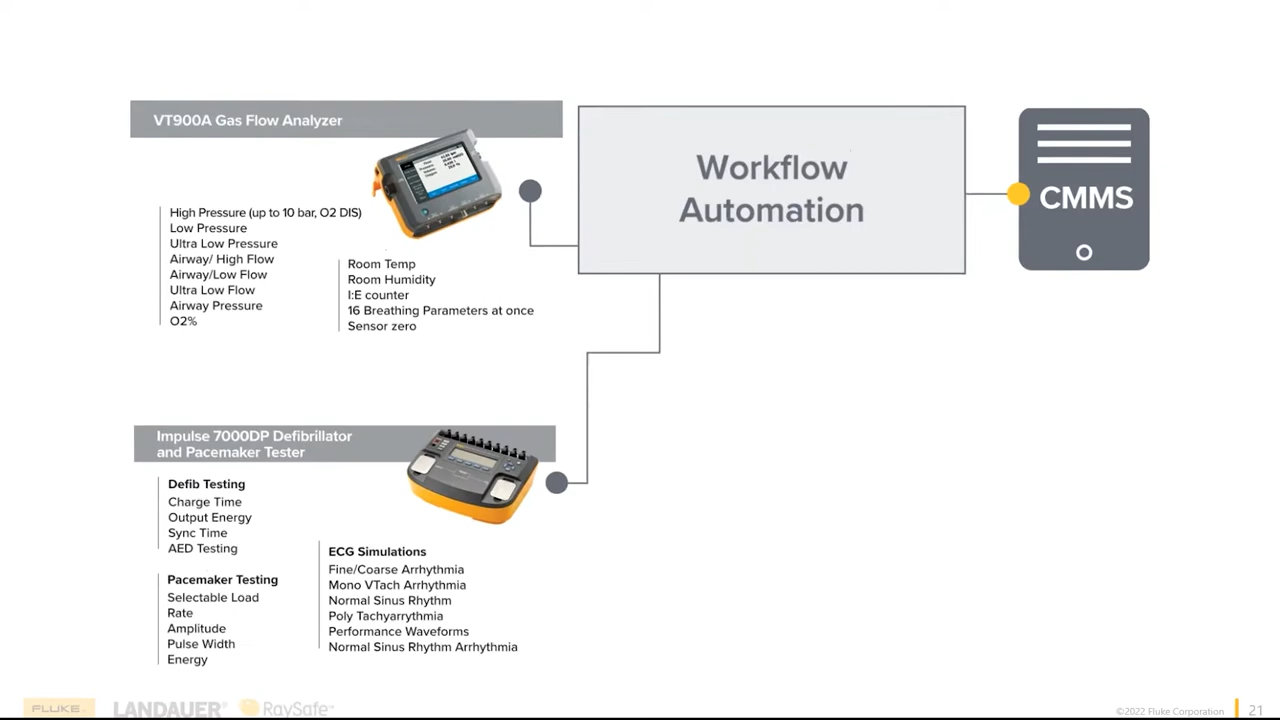 VT900A Gas Flow Analyzer
High Pressure (up to 10 bar, O2 DIS)
Low Pressure
Ultra Low Pressure
Airway/ High Flow
Airway/Low Flow
Ultra Low Flow
Airway Pressure
O2%
Room Temp
Room Humidity
I:E counter
16 Breathing Parameters at once
Sensor zero
Workflow
Automation
CMMS
Impulse 7000DP Defibrillator
and Pacemaker Tester
Defib Testing
Charge Time
Output Energy
Sync Time
AED Testing
Pacemaker Testing
Selectable Load
Rate
Amplitude
Pulse Width
Energy
ECG Simulations
Fine/Coarse Arrhythmia
Mono VTach Arrhythmia
Normal Sinus Rhythm
Poly Tachyarrythmia
Performance Waveforms
Normal Sinus Rhythm Arrhythmia
FLUKE
LANDAUER®
RaySafe™
©2022 Fluke Corporation
21